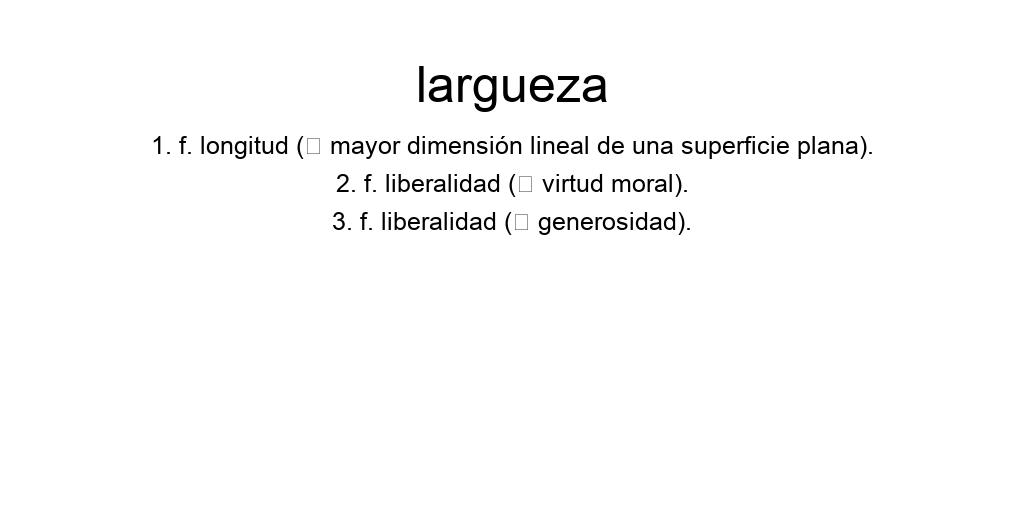 largueza
1. f. longitud (□ mayor dimensión lineal de una superficie plana).
2. f. liberalidad (□ virtud moral).
3. f. liberalidad (□ generosidad).